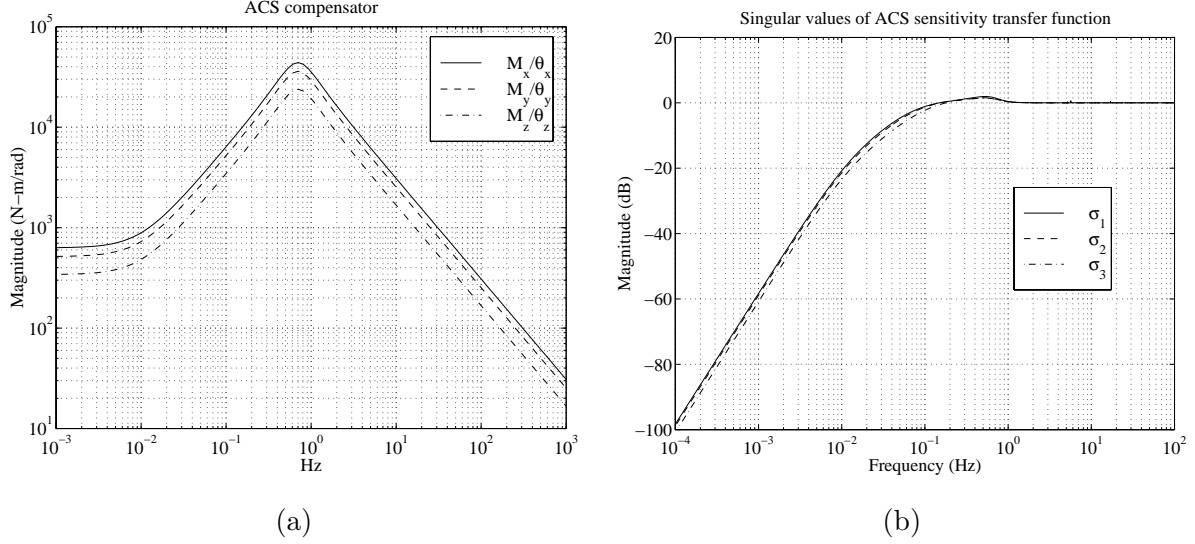 ACS compensator
10^5
10^4
10^3
10^2
10^1
Magnitude (N−m/rad)
M_x/θ_x
M_y/θ_y
M_z/θ_z
10^−3 10^−2 10^−1 10^0 10^1 10^2 10^3
Hz
(a)
Singular values of ACS sensitivity transfer function
20
0
−20
−40
−60
−80
−100
Magnitude (dB)
σ_1
σ_2
σ_3
10^−4 10^−3 10^−2 10^−1 10^0 10^1 10^2
Frequency (Hz)
(b)